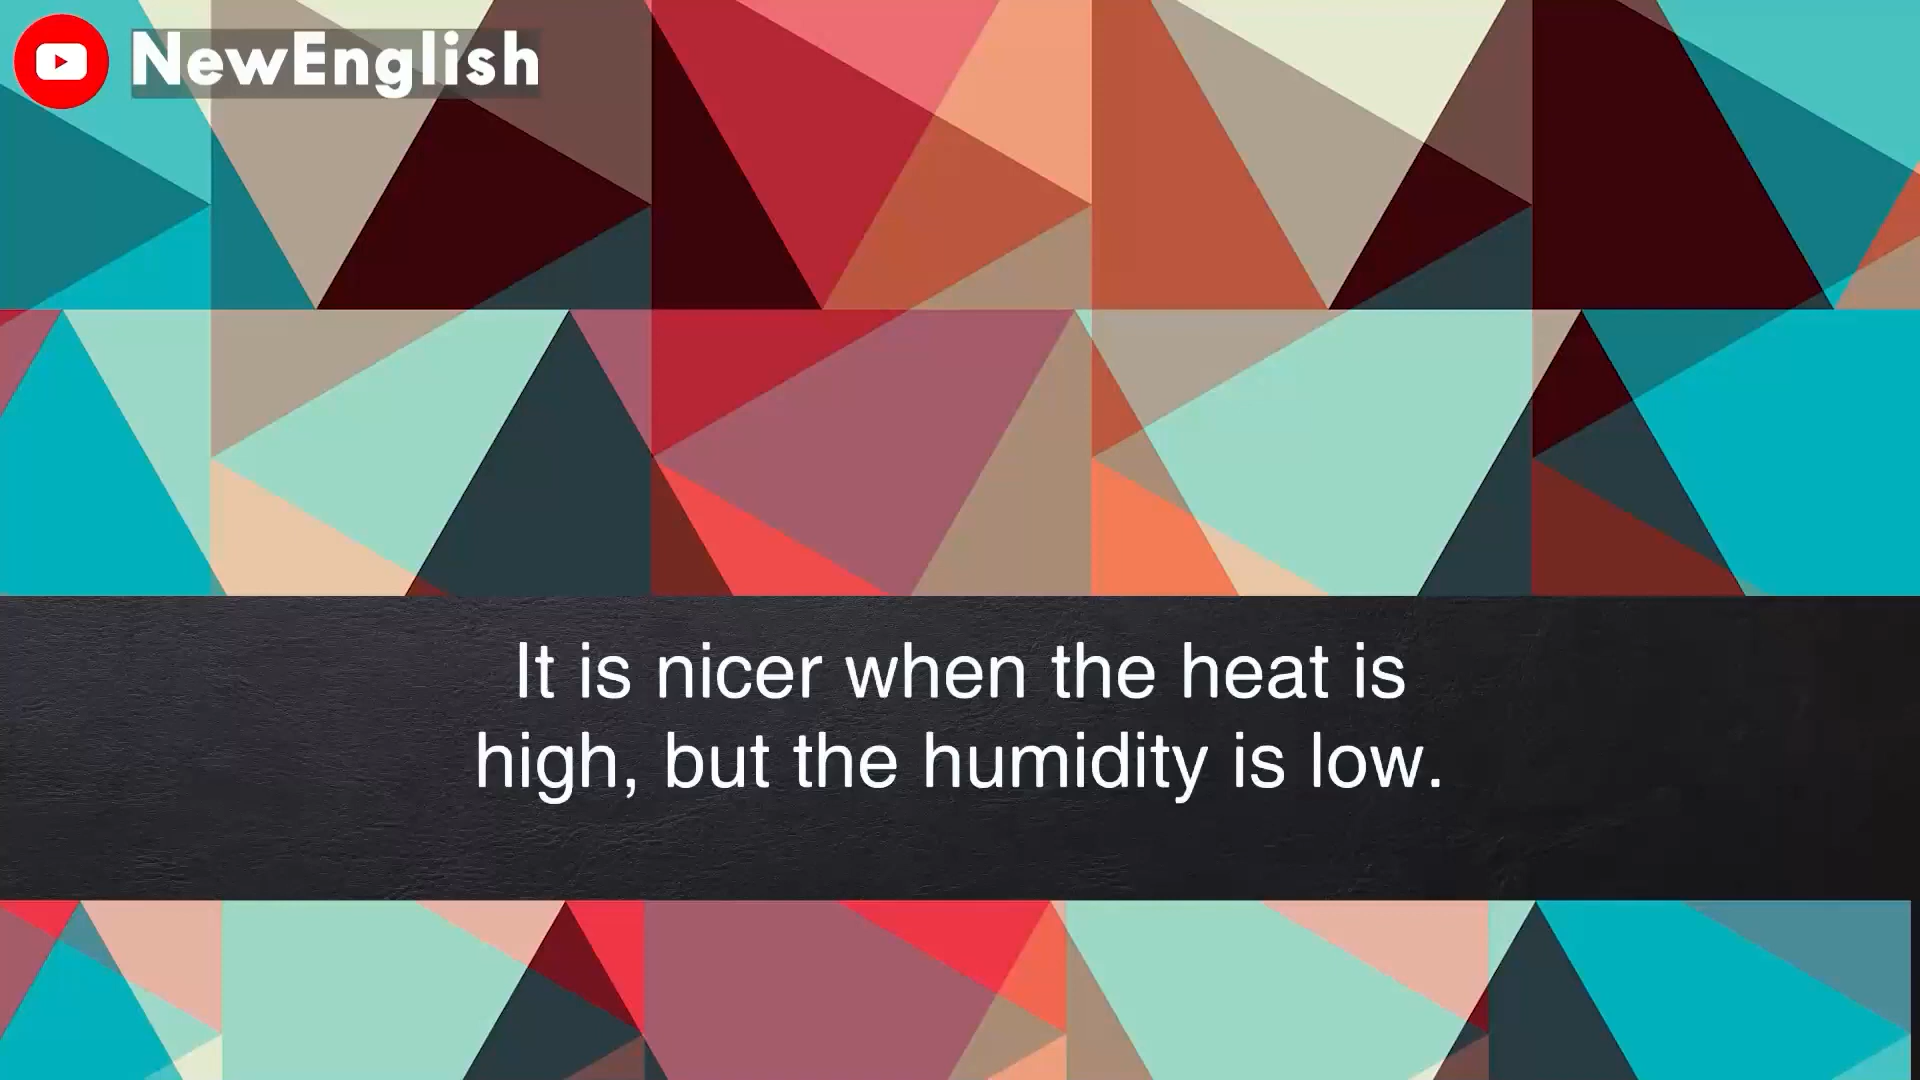 NewEnglish
It is nicer when the heat is
high, but the humidity is low.